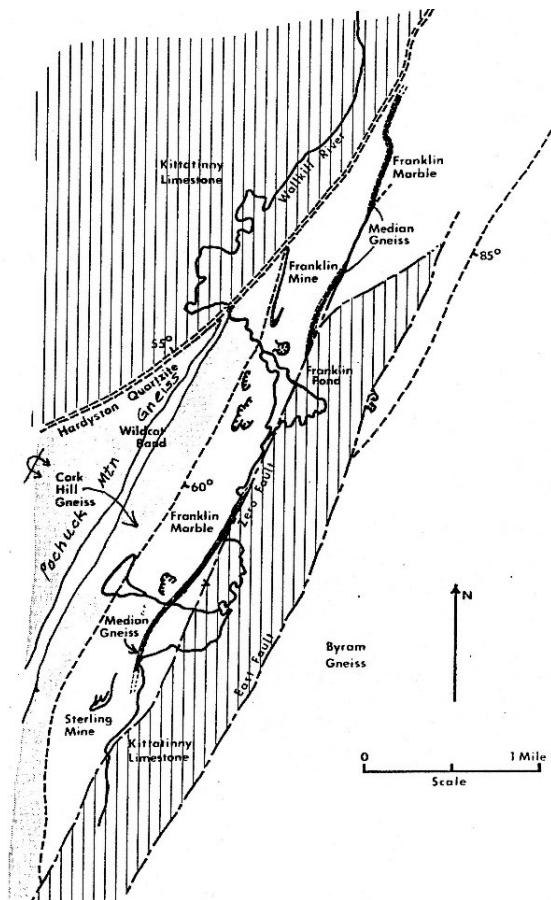 Kittatinny
Limestone
Wallkill River
Franklin
Marble
Median
Gneiss
85°
Franklin
Mine
55°
Hardyston Quartzite
Franklin
Pond
Wildcat
Band
Pochuck Mtn Gneiss
Cork
Hill
Gneiss
60°
Franklin
Marble
Zero Fault
Median
Gneiss
East Fault
Byram
Gneiss
N
Sterling
Mine
Kittatinny
Limestone
0 1 Mile
Scale